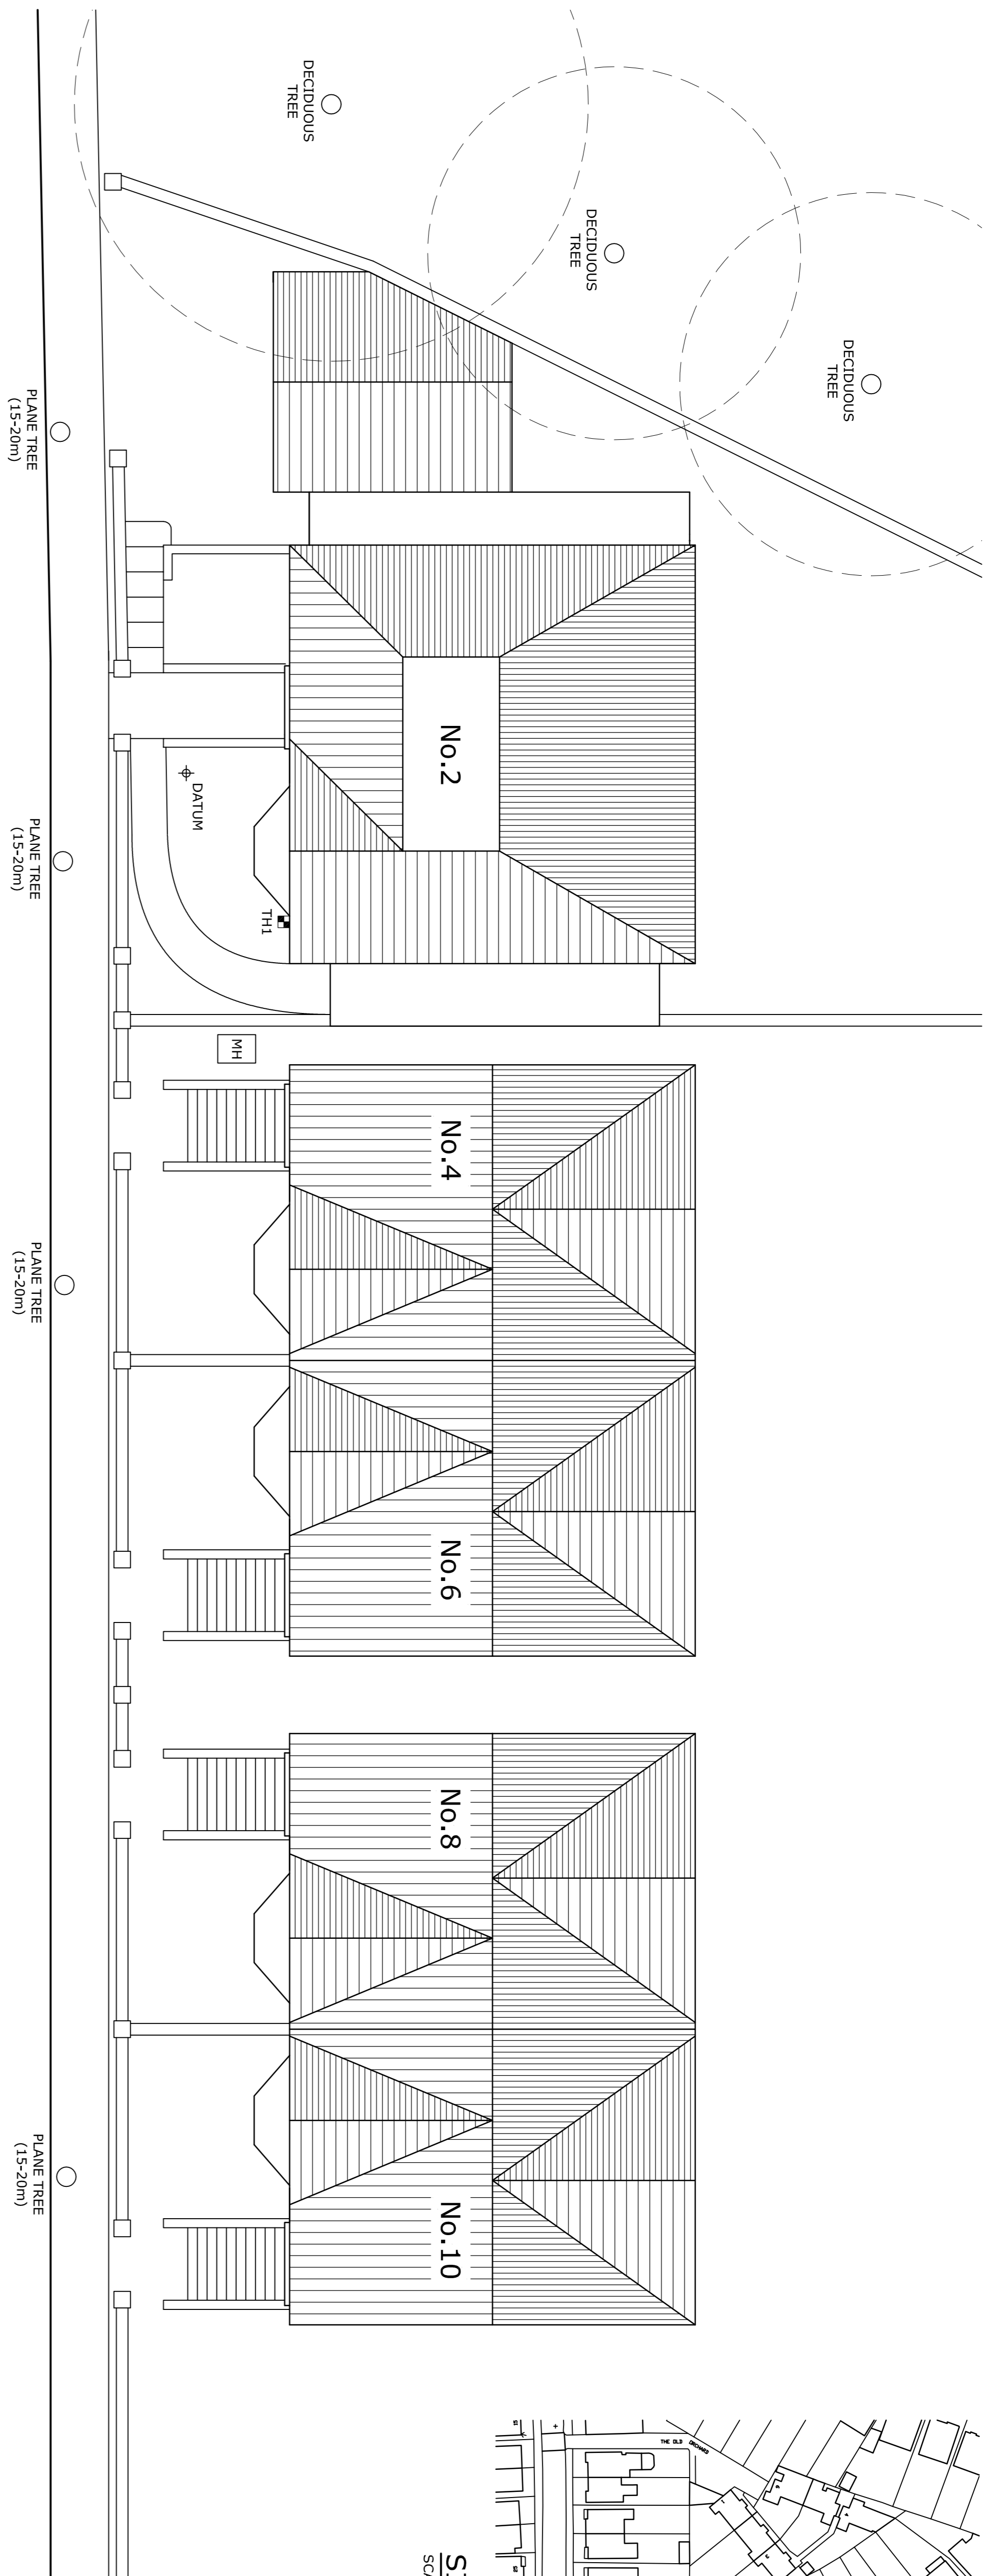 DECIDUOUS
TREE
DECIDUOUS
TREE
DECIDUOUS
TREE
PLANE TREE
(15-20m)
No.2
DATUM
TH1
PLANE TREE
(15-20m)
MH
No.4
PLANE TREE
(15-20m)
No.6
No.8
No.10
PLANE TREE
(15-20m)
THE OLD ORCHARD